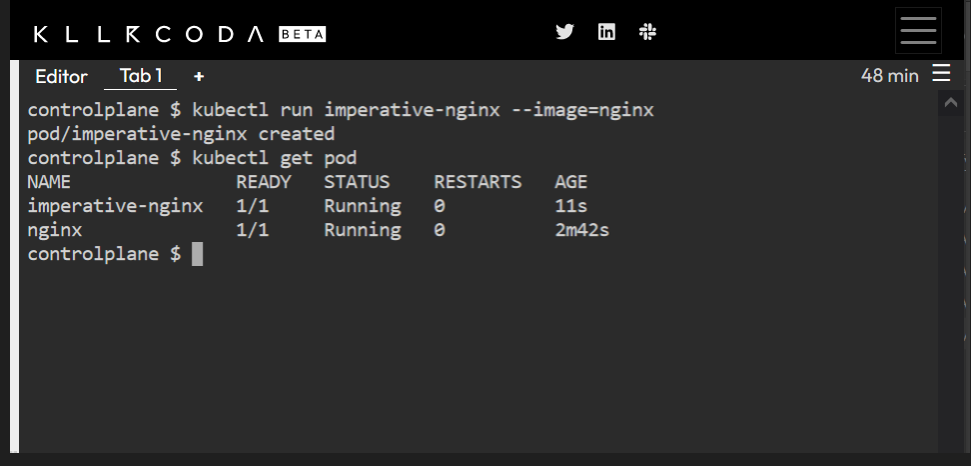 KILLERCODA BETA
Editor Tab 1 + 48 min
controlplane $ kubectl run imperative-nginx --image=nginx
pod/imperative-nginx created
controlplane $ kubectl get pod
NAME READY STATUS RESTARTS AGE
imperative-nginx 1/1 Running 0 11s
nginx 1/1 Running 0 2m42s
controlplane $